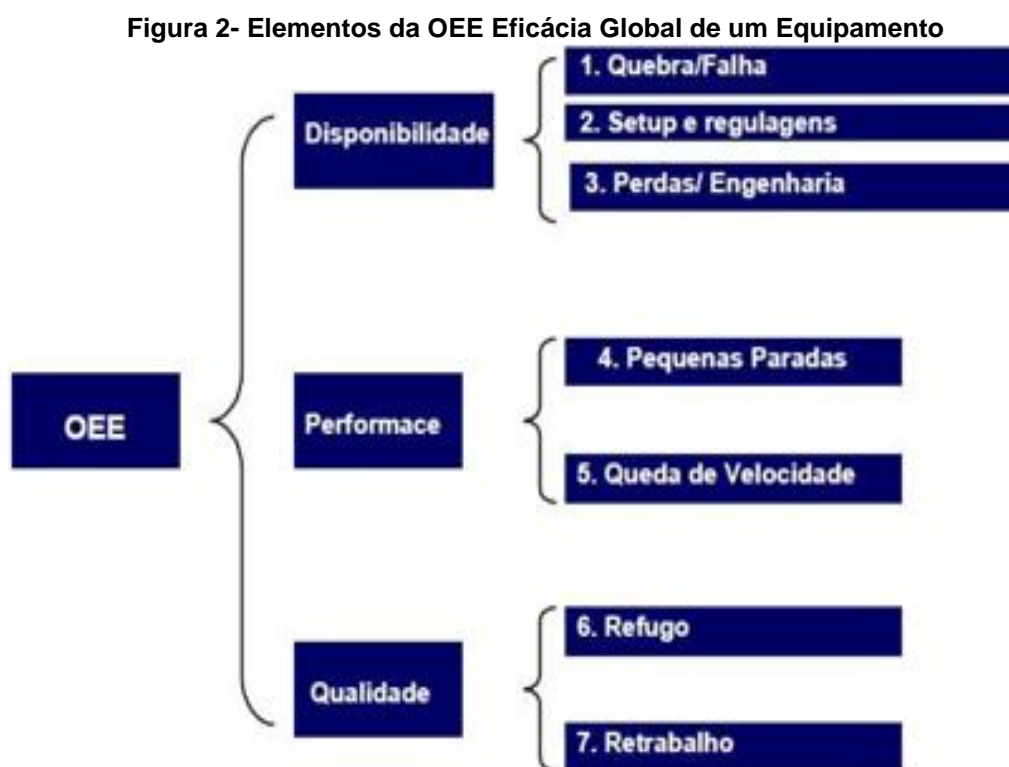 Figura 2- Elementos da OEE Eficácia Global de um Equipamento
1. Quebra/Falha
Disponibilidade
2. Setup e regulagens
3. Perdas/ Engenharia
4. Pequenas Paradas
OEE
Performace
5. Queda de Velocidade
6. Refugo
Qualidade
7. Retrabalho